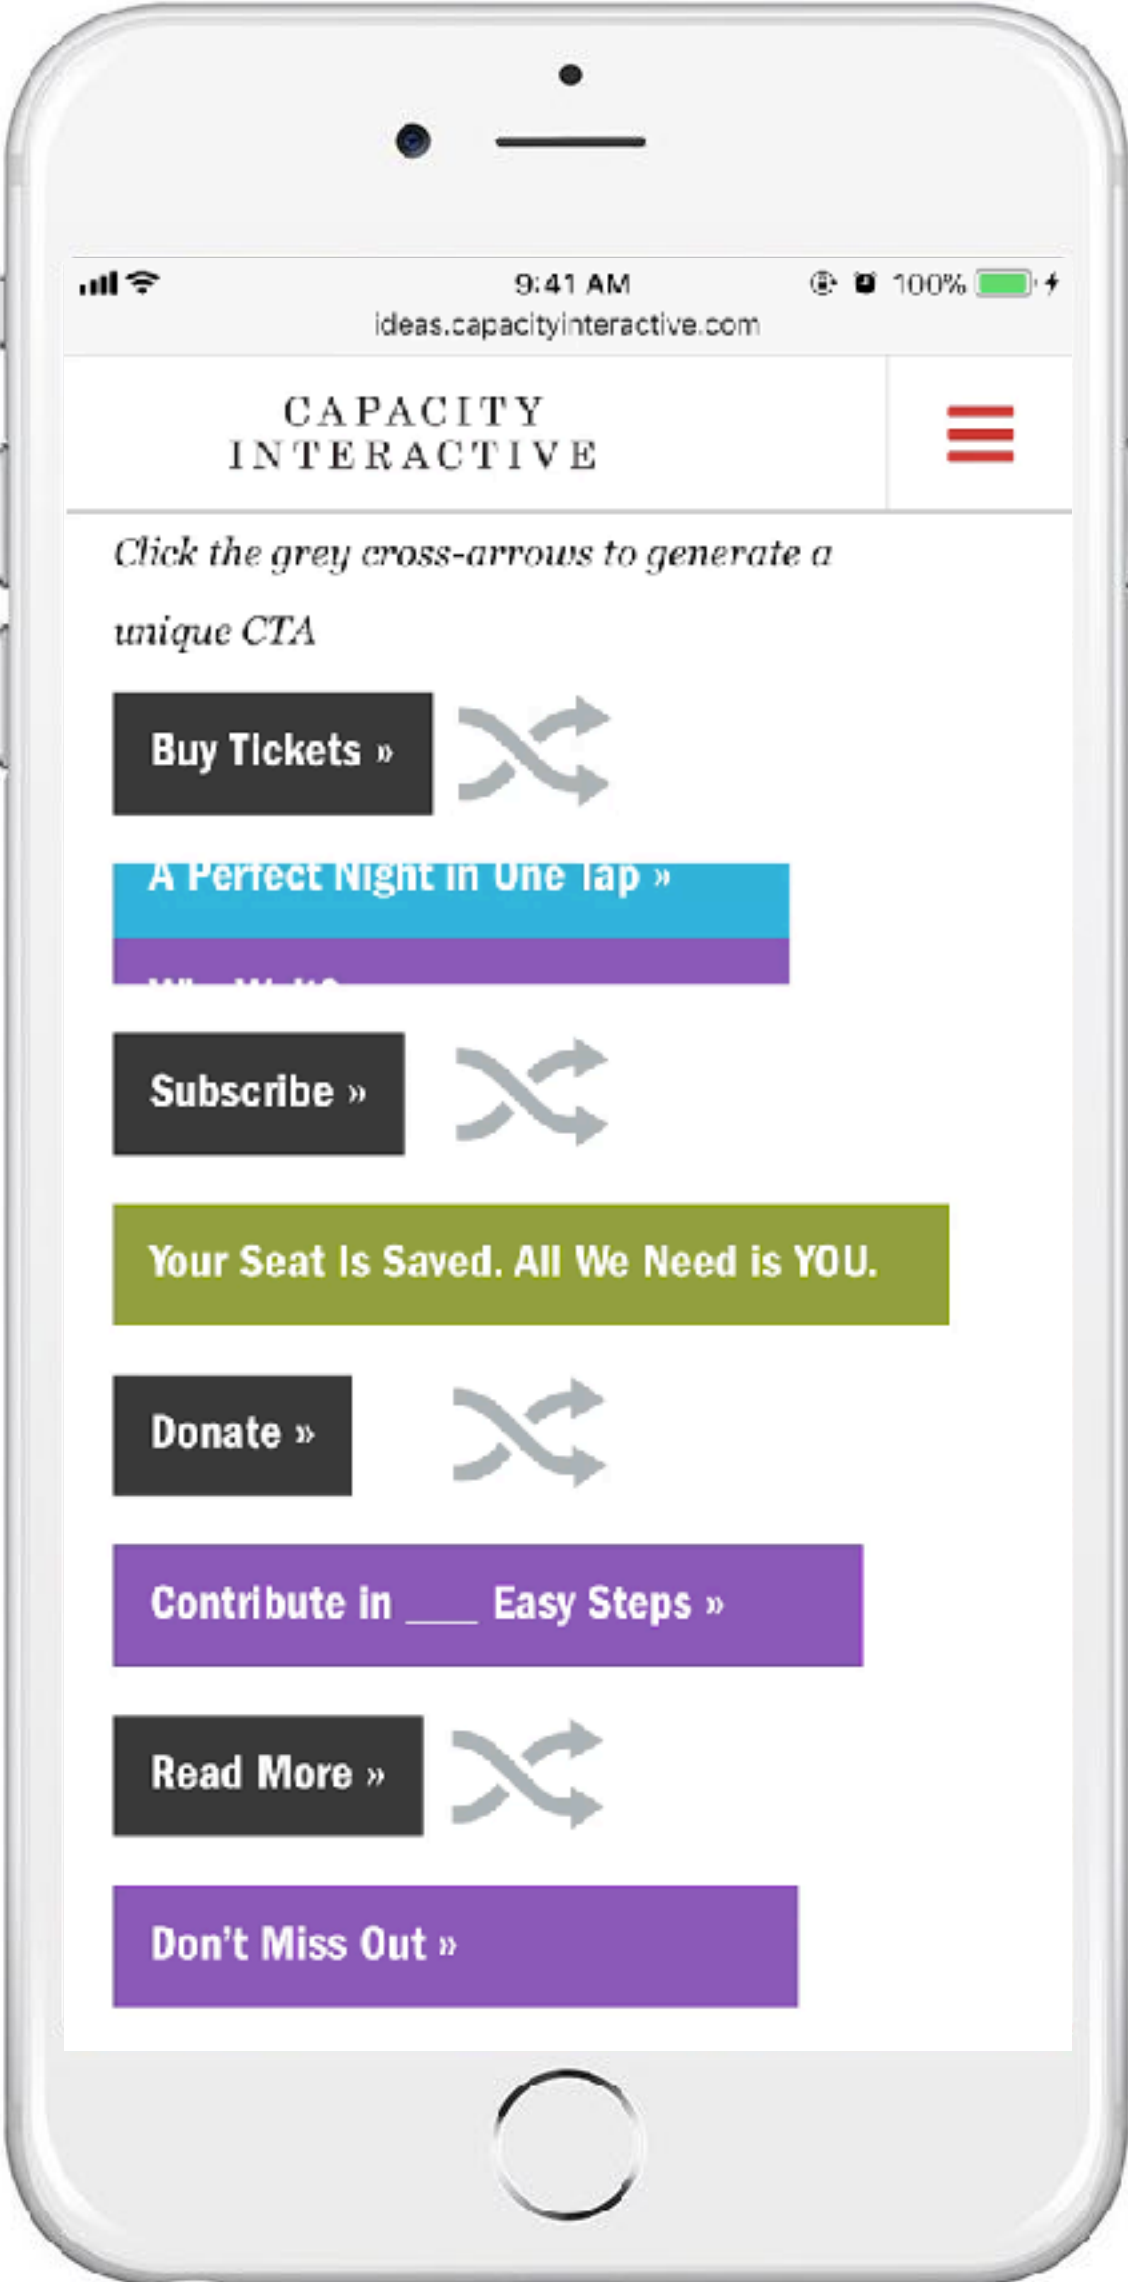 9:41 AM
100%
ideas.capacityinteractive.com
CAPACITY
INTERACTIVE
Click the grey cross-arrows to generate a
unique CTA
Buy Tickets »
A Perfect Night in One Tap »
Subscribe »
Your Seat Is Saved. All We Need is YOU.
Donate »
Contribute in ___ Easy Steps »
Read More »
Don't Miss Out »